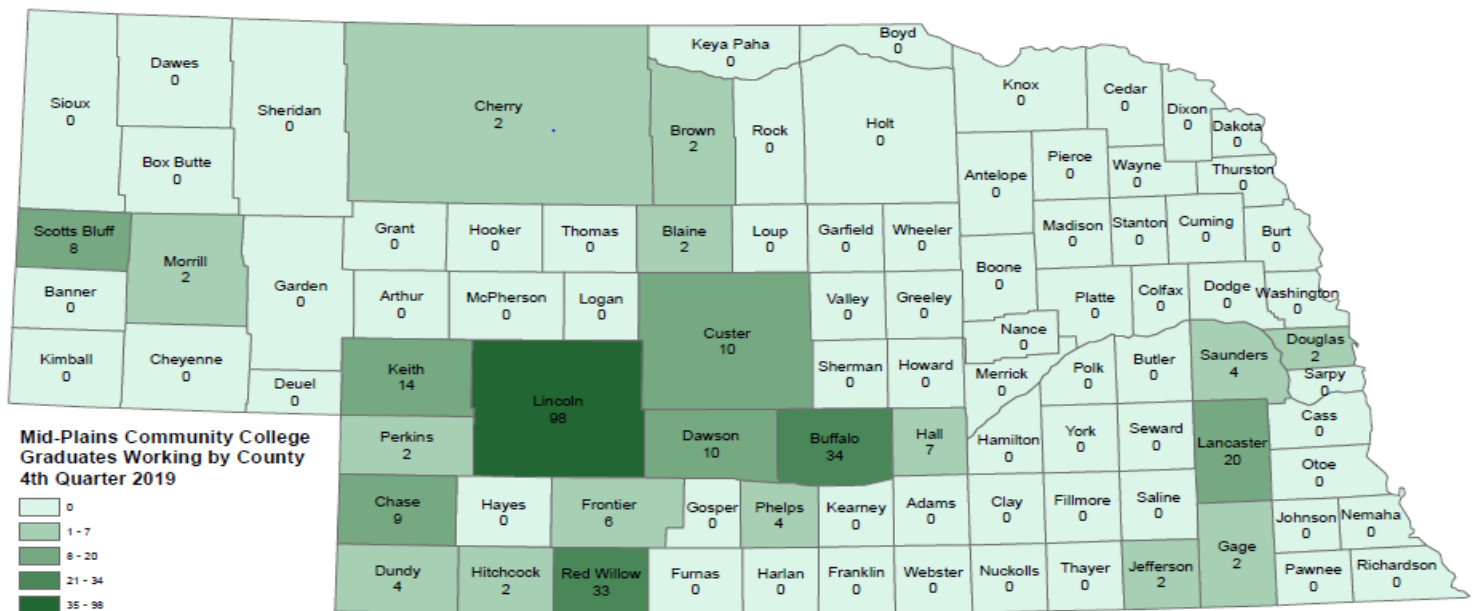 Keya Paha
0
Boyd
0
Dawes
0
Sioux
0
Sheridan
0
Cherry
2
Brown
2
Rock
0
Holt
0
Knox
0
Cedar
0
Dixon
0
Dakota
0
Box Butte
0
Antelope
0
Pierce
0
Wayne
0
Thurston
0
Scotts Bluff
8
Morrill
2
Garden
0
Grant
0
Hooker
0
Thomas
0
Blaine
2
Loup
0
Garfield
0
Wheeler
0
Boone
0
Madison
0
Stanton
0
Cuming
0
Burt
0
Banner
0
Arthur
0
McPherson
0
Logan
0
Custer
10
Valley
0
Greeley
0
Nance
0
Platte
0
Colfax
0
Dodge
0
Washington
0
Kimball
0
Cheyenne
0
Deuel
0
Keith
14
Lincoln
98
Sherman
0
Howard
0
Merrick
0
Polk
0
Butler
0
Saunders
4
Douglas
2
Sarpy
0
Perkins
2
Dawson
10
Buffalo
34
Hall
7
Hamilton
0
York
0
Seward
0
Lancaster
20
Cass
0
Otoe
0
Chase
9
Hayes
0
Frontier
6
Gosper
0
Phelps
4
Kearney
0
Adams
0
Clay
0
Fillmore
0
Saline
0
Johnson
0
Nemaha
0
Dundy
4
Hitchcock
2
Red Willow
33
Furnas
0
Harlan
0
Franklin
0
Webster
0
Nuckolls
0
Thayer
0
Jefferson
2
Gage
2
Pawnee
0
Richardson
0
Mid-Plains Community College
Graduates Working by County
4th Quarter 2019
0
1 - 7
8 - 20
21 - 34
35 - 98